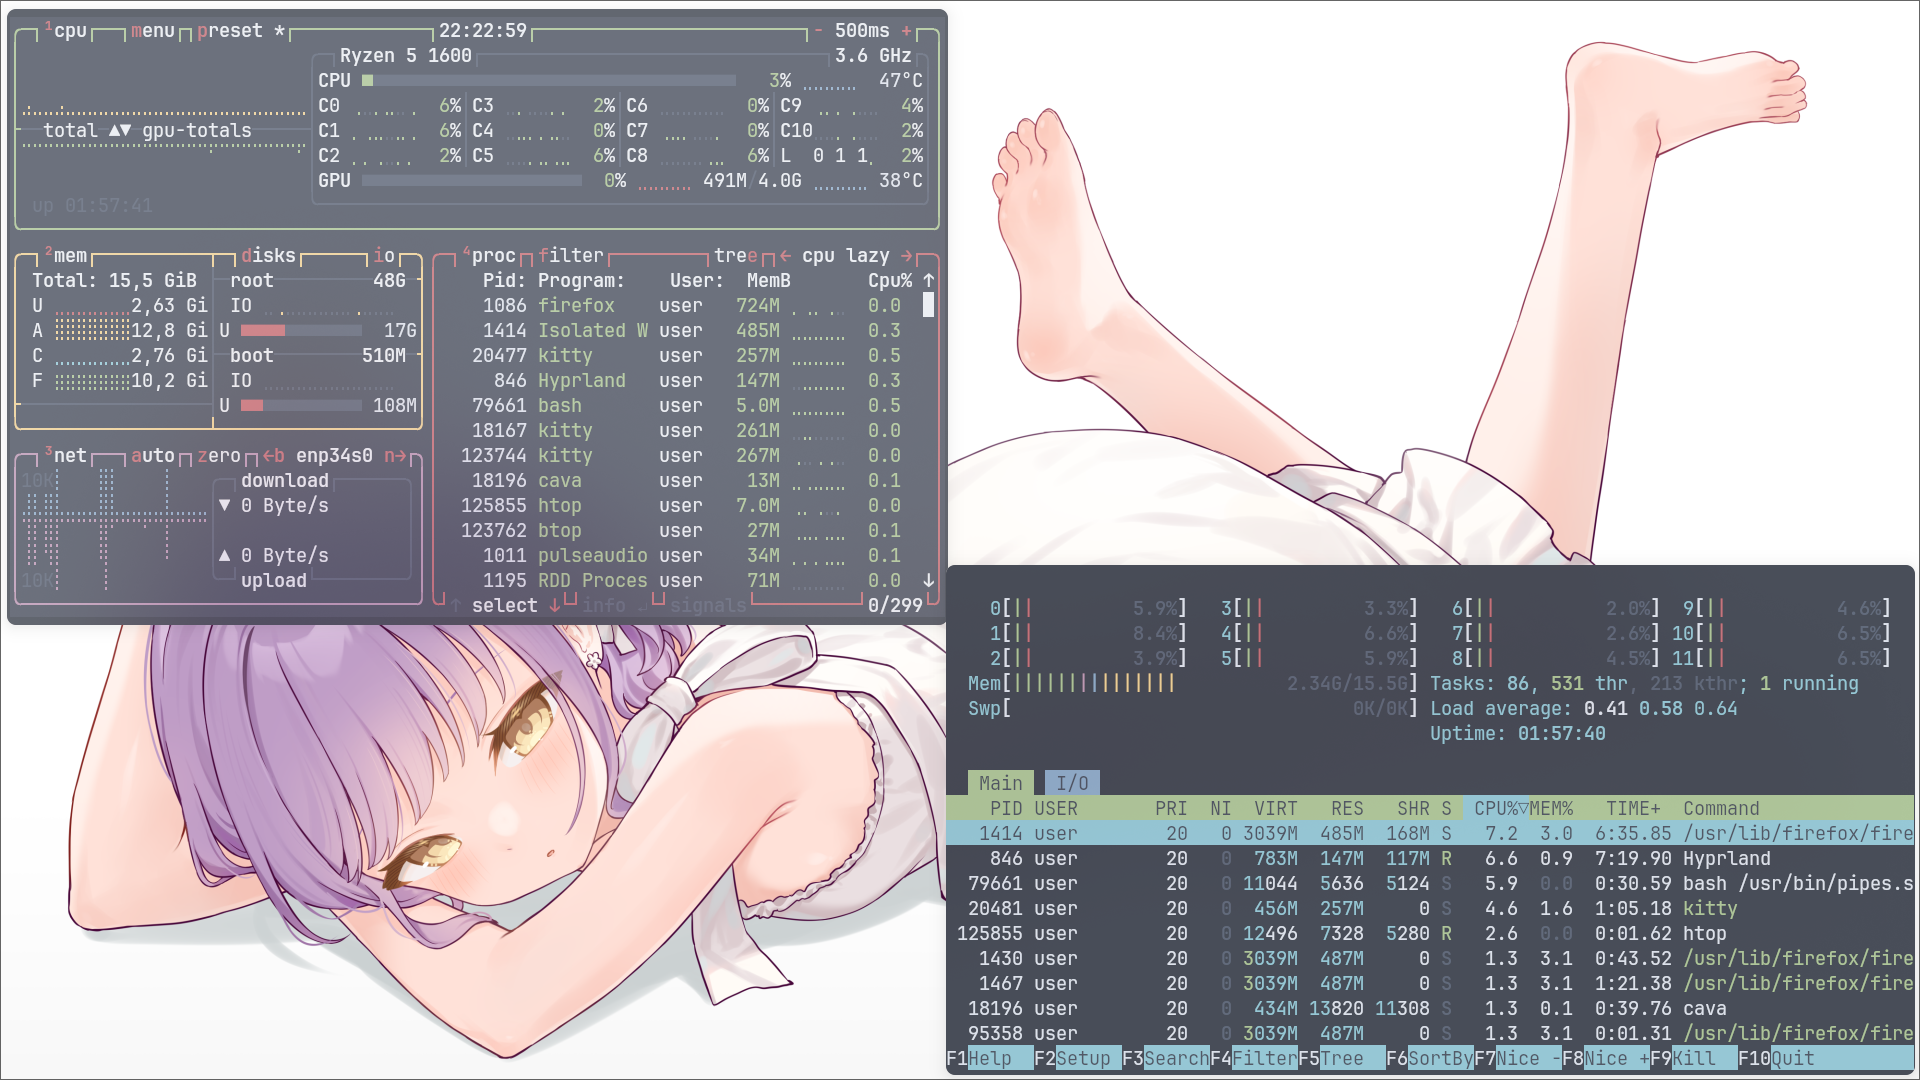 1cpu menu preset * 22:22:59 - 500ms +
Ryzen 5 1600 3.6 GHz
CPU 3% 47°C
C0 6% C3 2% C6 0% C9 4%
total ▲▼ gpu-totals C1 6% C4 0% C7 0% C10 2%
C2 2% C5 6% C8 6% L 0 1 1 2%
GPU 0% 491M/4.0G 38°C
up 01:57:41
2mem disks io
Total: 15,5 GiB root 48G
U 2,63 Gi IO
A 12,8 Gi U 17G
C 2,76 Gi boot 510M
F 10,2 Gi IO
U 108M
3net auto zero ←b enp34s0 n→
10K download
▼ 0 Byte/s
▲ 0 Byte/s
10K upload
4proc filter tree ← cpu lazy →
Pid: Program: User: MemB Cpu% ↑
1086 firefox user 724M 0.0
1414 Isolated W user 485M 0.3
20477 kitty user 257M 0.5
846 Hyprland user 147M 0.3
79661 bash user 5.0M 0.5
18167 kitty user 261M 0.0
123744 kitty user 267M 0.0
18196 cava user 13M 0.1
125855 htop user 7.0M 0.0
123762 btop user 27M 0.1
1011 pulseaudio user 34M 0.1
1195 RDD Proces user 71M 0.0 ↓
↑ select ↓ info ↵ signals 0/299
0[|| 5.9%] 3[|| 3.3%] 6[|| 2.0%] 9[|| 4.6%]
1[|| 8.4%] 4[|| 6.6%] 7[|| 2.6%] 10[|| 6.5%]
2[|| 3.9%] 5[|| 5.9%] 8[|| 4.5%] 11[|| 6.5%]
Mem[||||||||||||||| 2.34G/15.5G] Tasks: 86, 531 thr, 213 kthr; 1 running
Swp[ 0K/0K] Load average: 0.41 0.58 0.64
Uptime: 01:57:40
Main I/O
PID USER PRI NI VIRT RES SHR S CPU%▽MEM% TIME+ Command
1414 user 20 0 3039M 485M 168M S 7.2 3.0 6:35.85 /usr/lib/firefox/fire
846 user 20 0 783M 147M 117M R 6.6 0.9 7:19.90 Hyprland
79661 user 20 0 11044 5636 5124 S 5.9 0.0 0:30.59 bash /usr/bin/pipes.s
20481 user 20 0 456M 257M 0 S 4.6 1.6 1:05.18 kitty
125855 user 20 0 12496 7328 5280 R 2.6 0.0 0:01.62 htop
1430 user 20 0 3039M 487M 0 S 1.3 3.1 0:43.52 /usr/lib/firefox/fire
1467 user 20 0 3039M 487M 0 S 1.3 3.1 1:21.38 /usr/lib/firefox/fire
18196 user 20 0 434M 13820 11308 S 1.3 0.1 0:39.76 cava
95358 user 20 0 3039M 487M 0 S 1.3 3.1 0:01.31 /usr/lib/firefox/fire
F1Help F2Setup F3SearchF4FilterF5Tree F6SortByF7Nice -F8Nice +F9Kill F10Quit